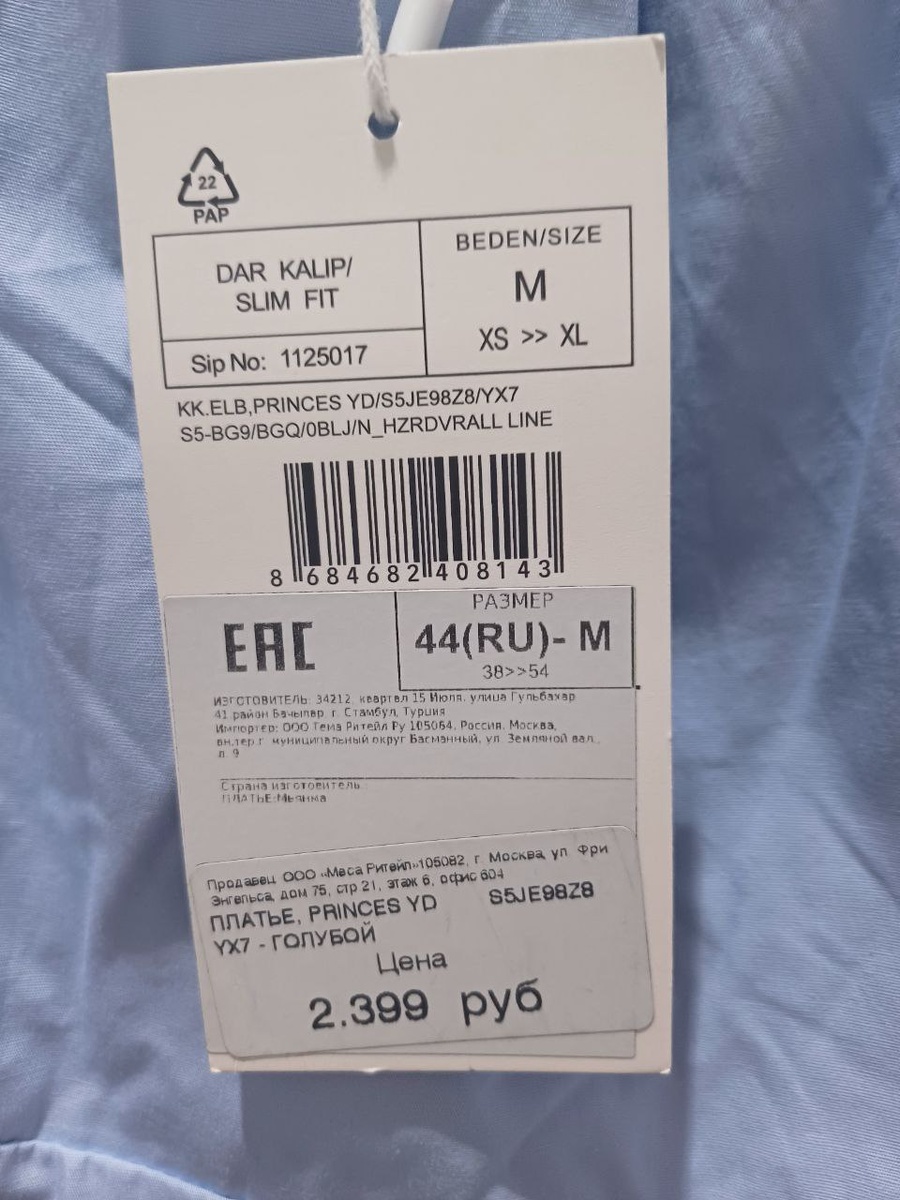 22
PAP
DAR KALIP/
SLIM FIT
BEDEN/SIZE
M
XS >> XL
Sip No: 1125017
KK.ELB,PRINCES YD/S5JE98Z8/YX7
S5-BG9/BGQ/0BLJ/N_HZRDVRALL LINE
8 684682 408143
EAC
РАЗМЕР
44(RU)- M
38>>54
ИЗГОТОВИТЕЛЬ: 34212, квартал 15 Июля, улица Гульбахар
41 район Бачылар, г. Стамбул, Турция
Импортер: ООО Тема Ритейл Ру 105064, Россия, Москва,
вн.тер.г. муниципальный округ Басманный, ул. Земляной вал.,
д. 9
Страна изготовитель:
ПЛАТЬЕ:Мьянма
Продавец ООО «Меса Ритейл»105082, г. Москва, ул. Фри
Энгельса, дом 75, стр 21, этаж 6, офис 604
ПЛАТЬЕ, PRINCES YD S5JE98Z8
YX7 - ГОЛУБОЙ
Цена
2.399 руб